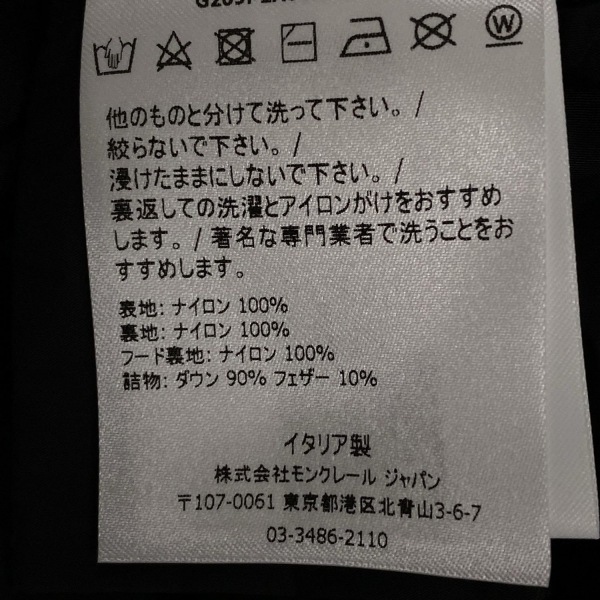 他のものと分けて洗って下さい。/
絞らないで下さい。/
浸けたままにしないで下さい。/
裏返しての洗濯とアイロンがけをおすすめ
します。/ 著名な専門業者で洗うことをお
すすめします。
表地: ナイロン 100%
裏地: ナイロン 100%
フード裏地: ナイロン 100%
詰物: ダウン 90% フェザー 10%
イタリア製
株式会社モンクレール ジャパン
〒107-0061 東京都港区北青山3-6-7
03-3486-2110